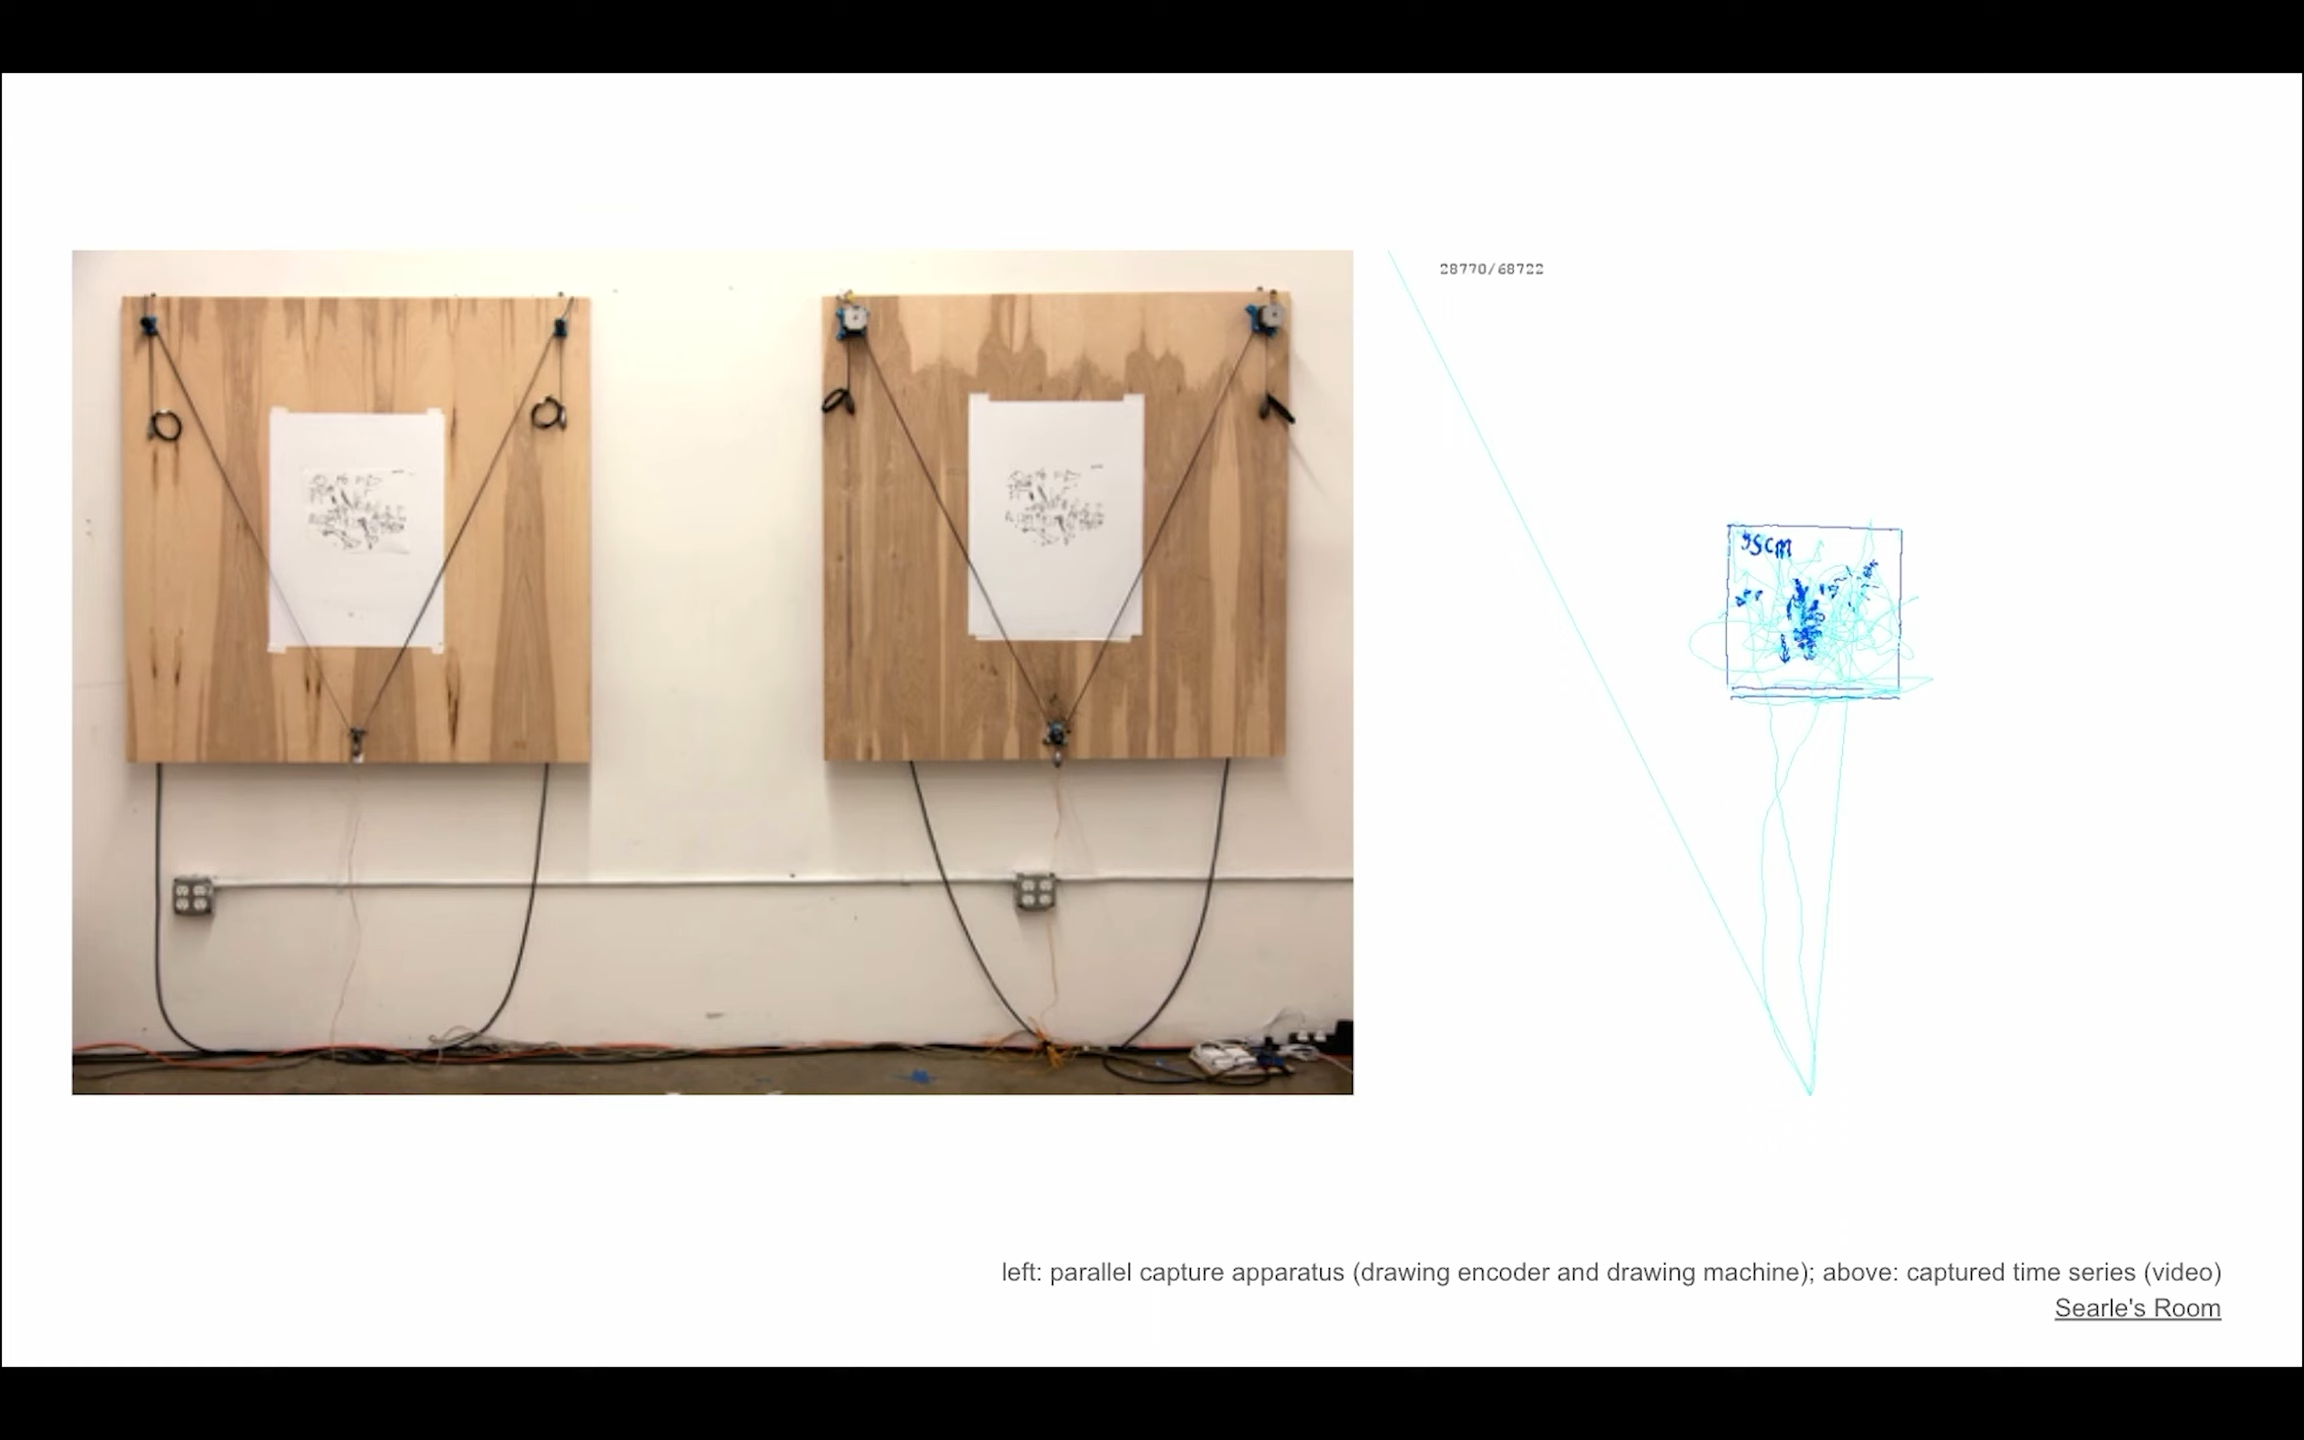 28770/68722
95cm
left: parallel capture apparatus (drawing encoder and drawing machine); above: captured time series (video)
Searle's Room